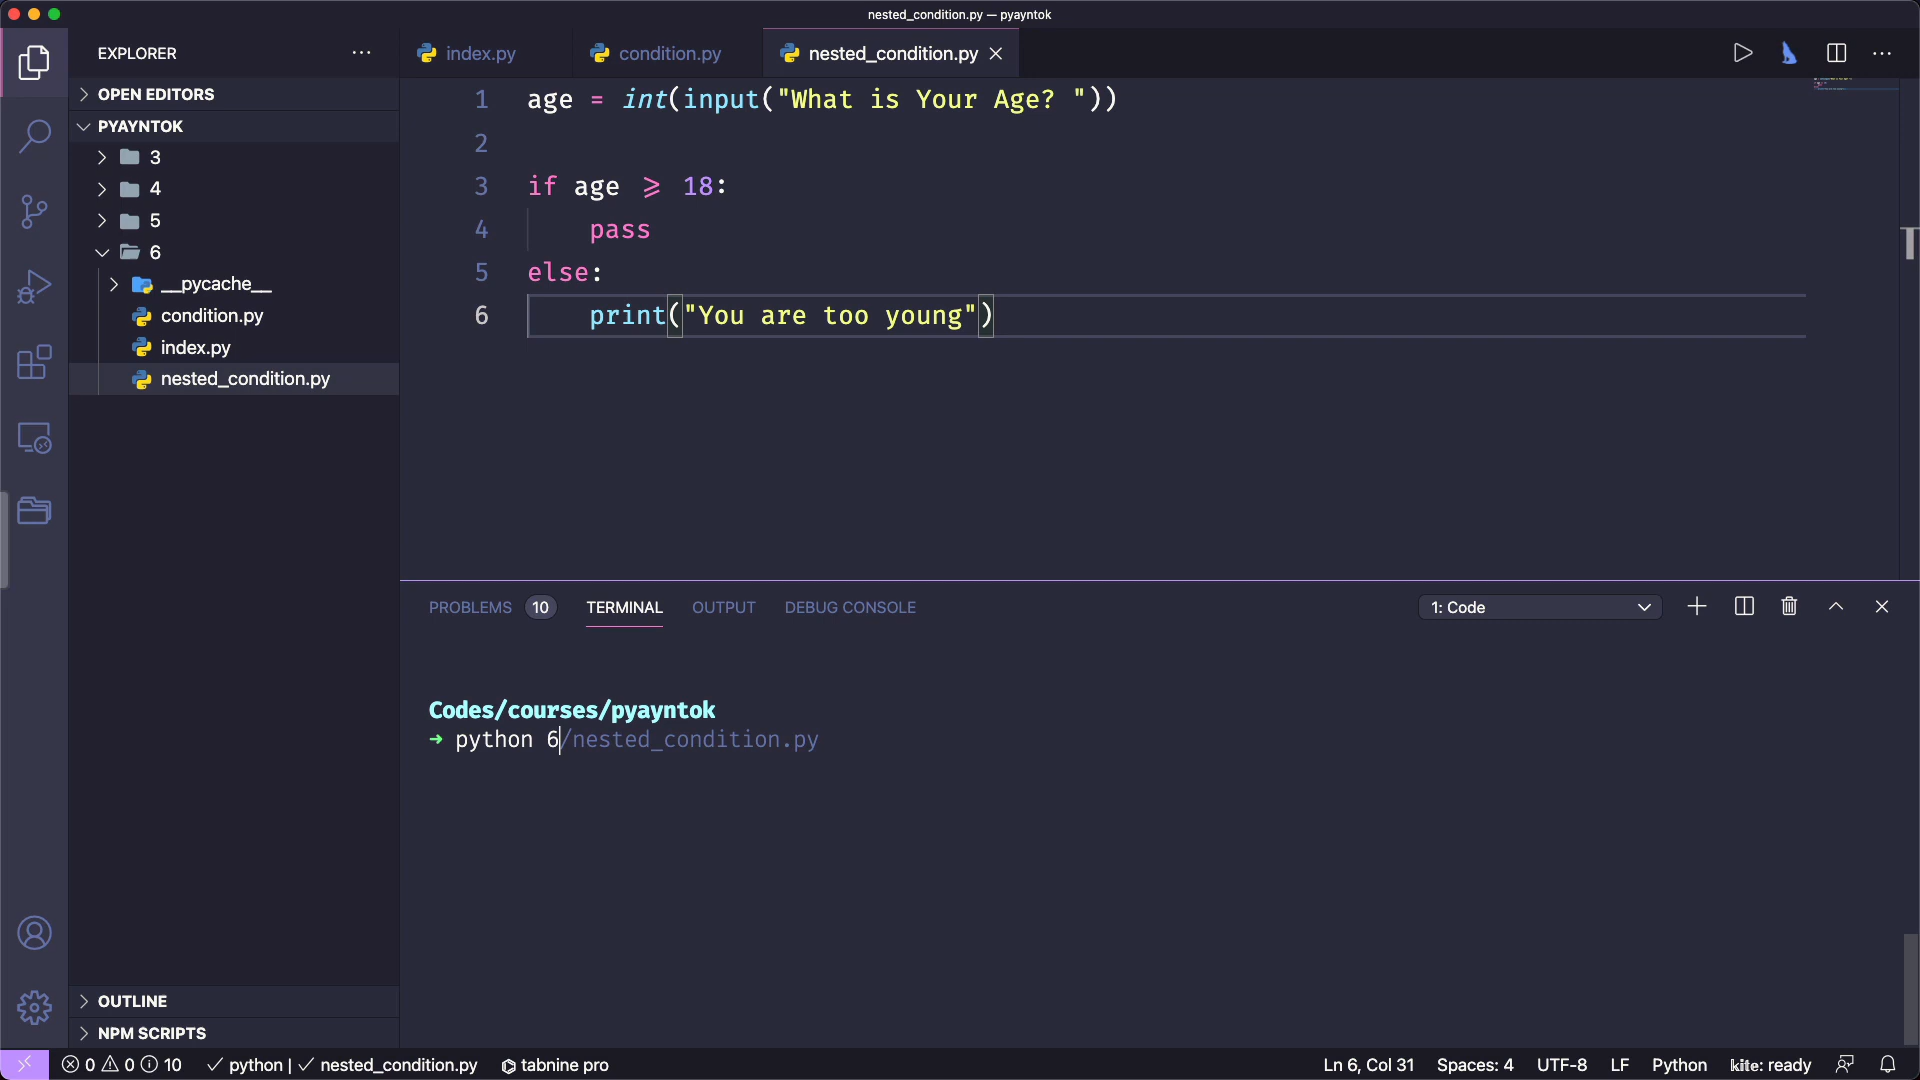 nested_condition.py — pyayntok
EXPLORER
index.py
condition.py
nested_condition.py
OPEN EDITORS
PYAYNTOK
3
4
5
6
__pycache__
condition.py
index.py
nested_condition.py
OUTLINE
NPM SCRIPTS
1 age = int(input("What is Your Age? "))
2
3 if age ⩾ 18:
4 pass
5 else:
6 print("You are too young")
PROBLEMS 10 TERMINAL OUTPUT DEBUG CONSOLE 1: Code
Codes/courses/pyayntok
→ python 6/nested_condition.py
0 0 10 ✓ python | ✓ nested_condition.py tabnine pro Ln 6, Col 31 Spaces: 4 UTF-8 LF Python kite: ready